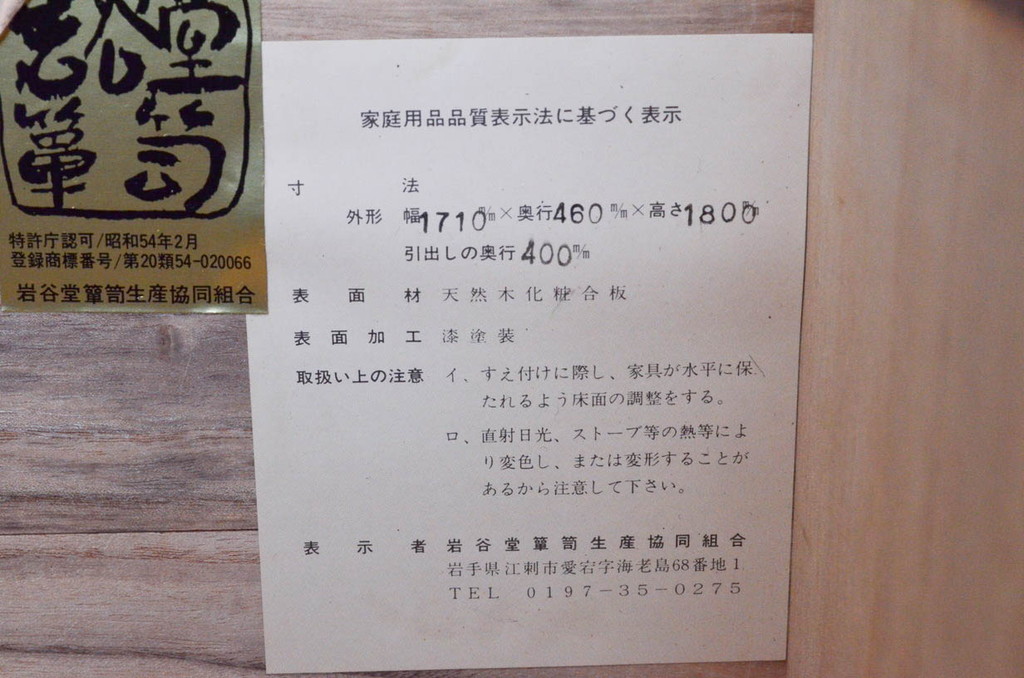 堂
箪笥
特許庁認可/昭和54年2月
登録商標番号/第20類54-020066
岩谷堂簞笥生産協同組合
家庭用品品質表示法に基づく表示
寸法
外形 幅1710㎜×奥行460㎜×高さ1800㎜
引出しの奥行400㎜
表面材 天然木化粧合板
表面加工 漆塗装
取扱い上の注意 イ、すえ付けに際し、家具が水平に保
たれるよう床面の調整をする。
ロ、直射日光、ストーブ等の熱等によ
り変色し、または変形することが
あるから注意して下さい。
表示者 岩谷堂簞笥生産協同組合
岩手県江刺市愛宕字海老島68番地1
TEL 0197-35-0275